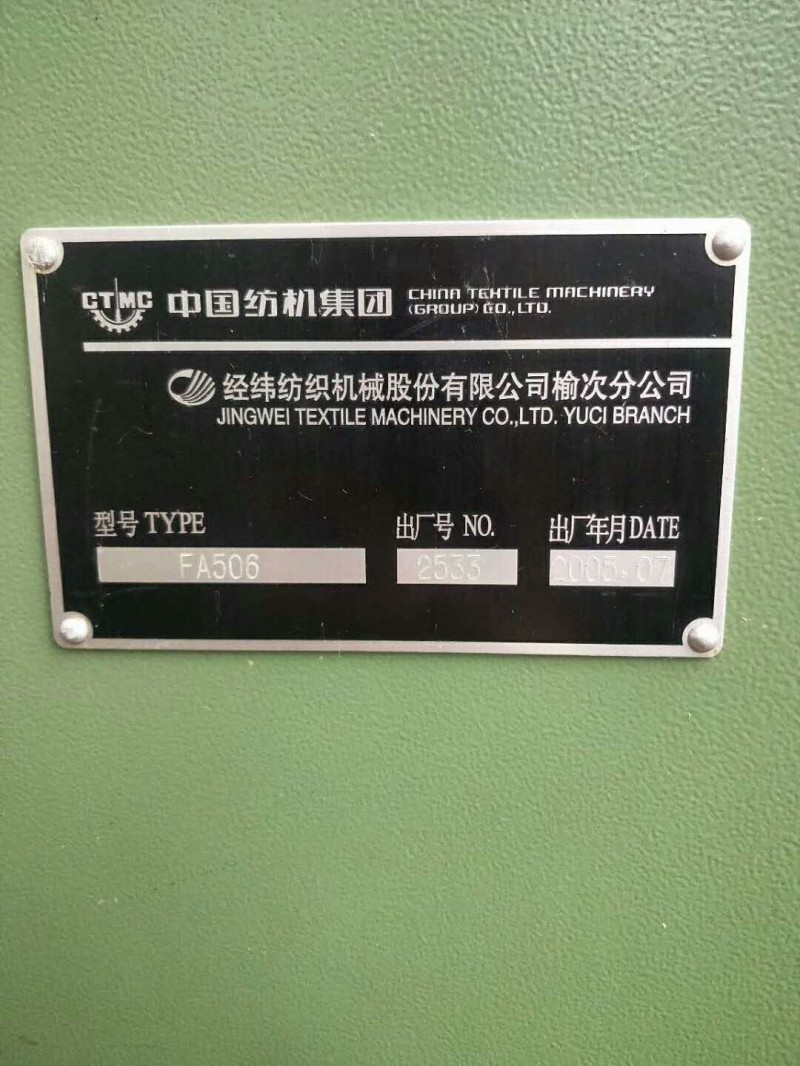 CTMC 中国纺机集团 CHINA TEXTILE MACHINERY
(GROUP) CO.,LTD.
经纬纺织机械股份有限公司榆次分公司
JINGWEI TEXTILE MACHINERY CO.,LTD. YUCI BRANCH
型号 TYPE 出厂号 NO. 出厂年月 DATE
FA506 2533 2005.07